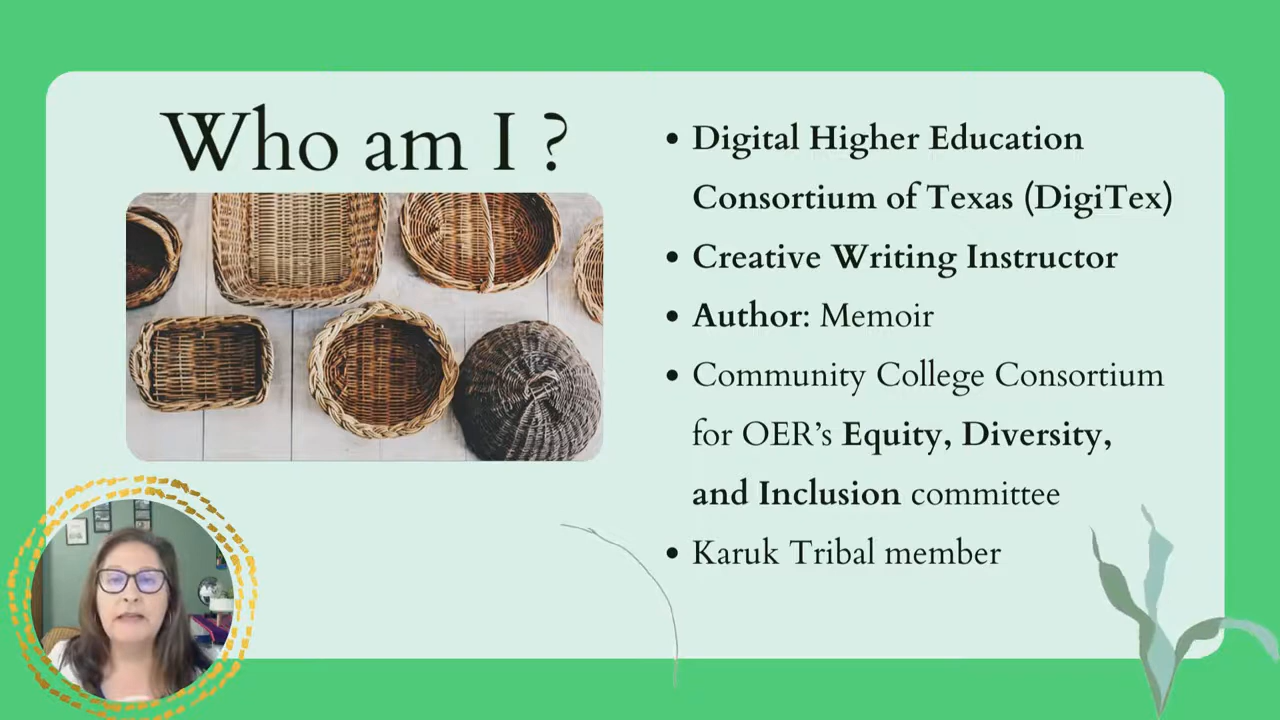 Who am I ?
• Digital Higher Education
Consortium of Texas (DigiTex)
• Creative Writing Instructor
• Author: Memoir
• Community College Consortium
for OER’s Equity, Diversity,
and Inclusion committee
• Karuk Tribal member